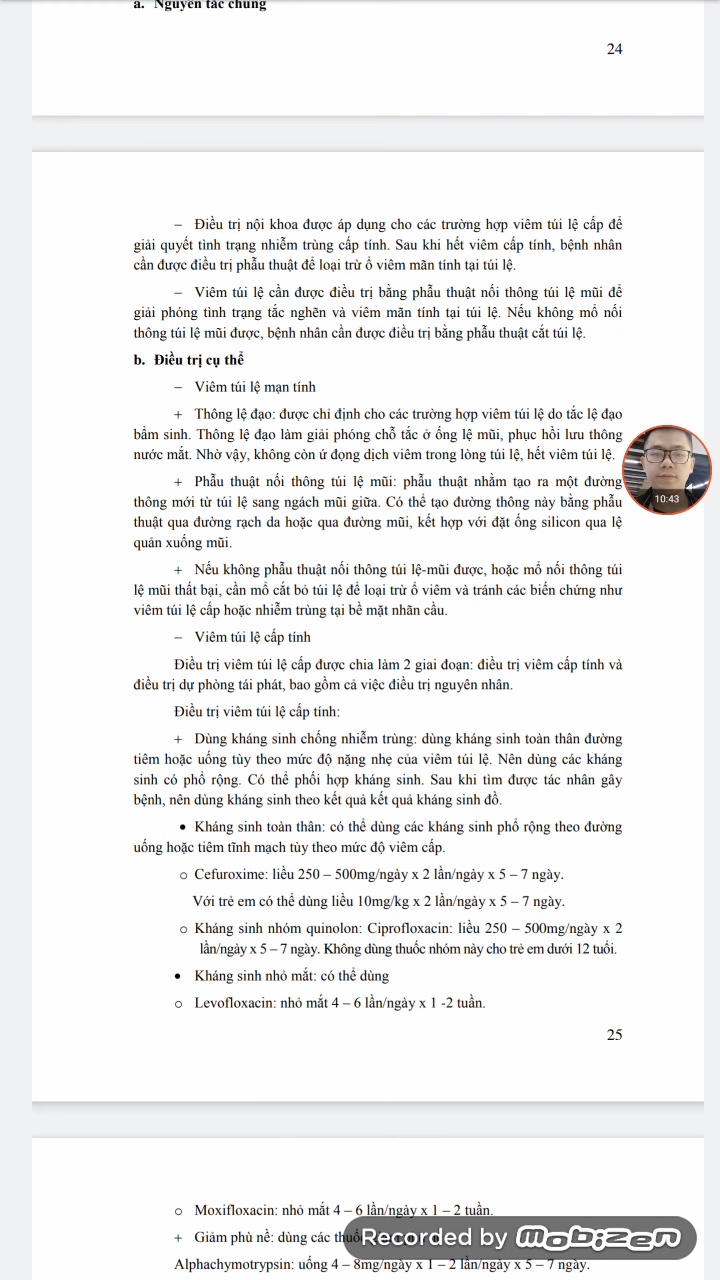 a. Nguyên tắc chung
24
– Điều trị nội khoa được áp dụng cho các trường hợp viêm túi lệ cấp để
giải quyết tình trạng nhiễm trùng cấp tính. Sau khi hết viêm cấp tính, bệnh nhân
cần được điều trị phẫu thuật để loại trừ ổ viêm mãn tính tại túi lệ.
– Viêm túi lệ cần được điều trị bằng phẫu thuật nối thông túi lệ mũi để
giải phóng tình trạng tắc nghẽn và viêm mãn tính tại túi lệ. Nếu không mổ nối
thông túi lệ mũi được, bệnh nhân cần được điều trị bằng phẫu thuật cắt túi lệ.
b. Điều trị cụ thể
– Viêm túi lệ mạn tính
+ Thông lệ đạo: được chỉ định cho các trường hợp viêm túi lệ do tắc lệ đạo
bẩm sinh. Thông lệ đạo làm giải phóng chỗ tắc ở ống lệ mũi, phục hồi lưu thông
nước mắt. Nhờ vậy, không còn ứ đọng dịch viêm trong lòng túi lệ, hết viêm túi lệ.
+ Phẫu thuật nối thông túi lệ mũi: phẫu thuật nhằm tạo ra một đường
thông mới từ túi lệ sang ngách mũi giữa. Có thể tạo đường thông này bằng phẫu
thuật qua đường rạch da hoặc qua đường mũi, kết hợp với đặt ống silicon qua lệ
quản xuống mũi.
+ Nếu không phẫu thuật nối thông túi lệ-mũi được, hoặc mổ nối thông túi
lệ mũi thất bại, cần mổ cắt bỏ túi lệ để loại trừ ổ viêm và tránh các biến chứng như
viêm túi lệ cấp hoặc nhiễm trùng tại bề mặt nhãn cầu.
– Viêm túi lệ cấp tính
Điều trị viêm túi lệ cấp được chia làm 2 giai đoạn: điều trị viêm cấp tính và
điều trị dự phòng tái phát, bao gồm cả việc điều trị nguyên nhân.
Điều trị viêm túi lệ cấp tính:
+ Dùng kháng sinh chống nhiễm trùng: dùng kháng sinh toàn thân đường
tiêm hoặc uống tùy theo mức độ nặng nhẹ của viêm túi lệ. Nên dùng các kháng
sinh có phổ rộng. Có thể phối hợp kháng sinh. Sau khi tìm được tác nhân gây
bệnh, nên dùng kháng sinh theo kết quả kết quả kháng sinh đồ.
• Kháng sinh toàn thân: có thể dùng các kháng sinh phổ rộng theo đường
uống hoặc tiêm tĩnh mạch tùy theo mức độ viêm cấp.
o Cefuroxime: liều 250 – 500mg/ngày x 2 lần/ngày x 5 – 7 ngày.
Với trẻ em có thể dùng liều 10mg/kg x 2 lần/ngày x 5 – 7 ngày.
o Kháng sinh nhóm quinolon: Ciprofloxacin: liều 250 – 500mg/ngày x 2
lần/ngày x 5 – 7 ngày. Không dùng thuốc nhóm này cho trẻ em dưới 12 tuổi.
• Kháng sinh nhỏ mắt: có thể dùng
o Levofloxacin: nhỏ mắt 4 – 6 lần/ngày x 1 -2 tuần.
25
o Moxifloxacin: nhỏ mắt 4 – 6 lần/ngày x 1 – 2 tuần.
+ Giảm phù nề: dùng các
Alphachymotrypsin: uống 4 – 8mg/ngày x 1 – 2 lần/ngày x 5 – 7 ngày.
10:43
Recorded by mobizen